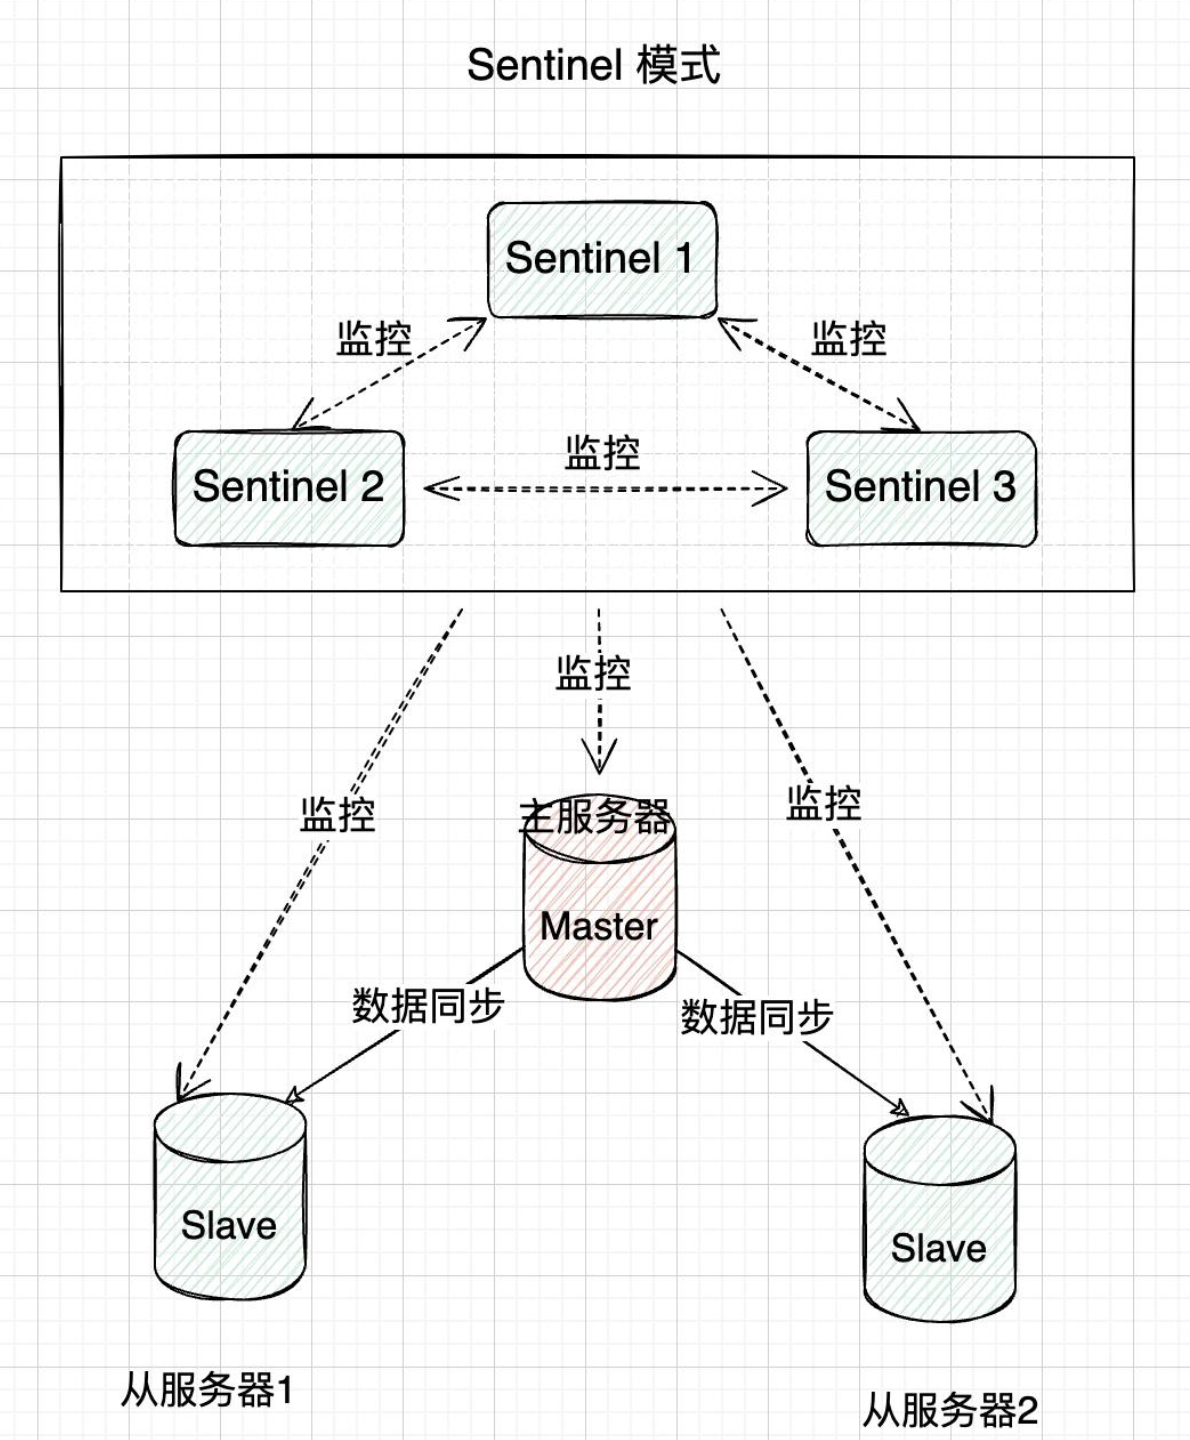 Sentinel 模式
Sentinel 1
监控
监控
监控
Sentinel 2
Sentinel 3
监控
监控
监控
主服务器
Master
数据同步
数据同步
Slave
Slave
从服务器1
从服务器2